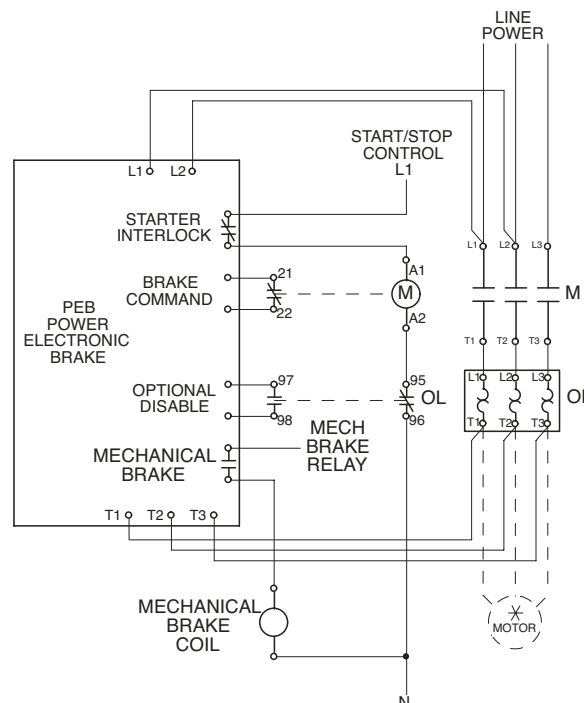 LINE
POWER
START/STOP
CONTROL
L1
L1 L2
STARTER
INTERLOCK
L1 L2 L3
A1
21
BRAKE
COMMAND
M
M
22
PEB
POWER
ELECTRONIC
BRAKE
A2
T1 T2 T3
97
95
L1 L2 L3
OPTIONAL
DISABLE
OL
OL
98
96
T1 T2 T3
MECH
BRAKE
RELAY
MECHANICAL
BRAKE
T1 T2 T3
MECHANICAL
BRAKE
COIL
MOTOR
N